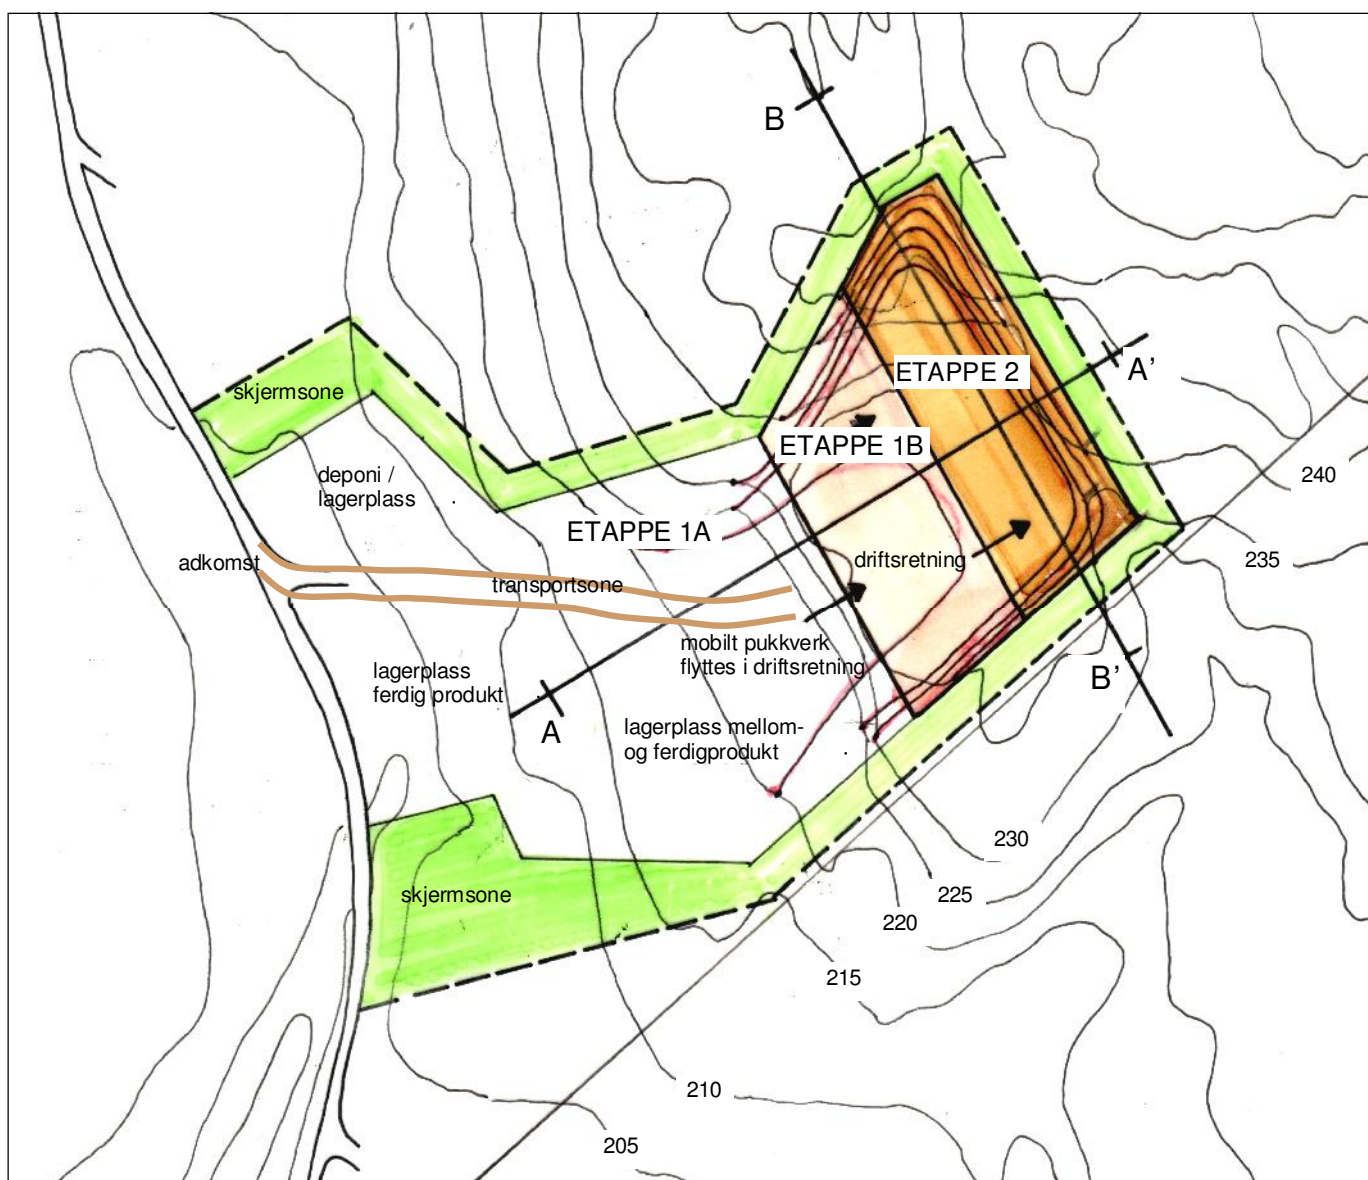 B
A’
ETAPPE 2
skjermsone
ETAPPE 1B
deponi /
lagerplass
240
ETAPPE 1A
235
adkomst
driftsretning
transportsone
mobilt pukkverk
flyttes i driftsretning
lagerplass
ferdig produkt
B’
A
lagerplass mellom-
og ferdigprodukt
230
skjermsone
225
220
215
210
205